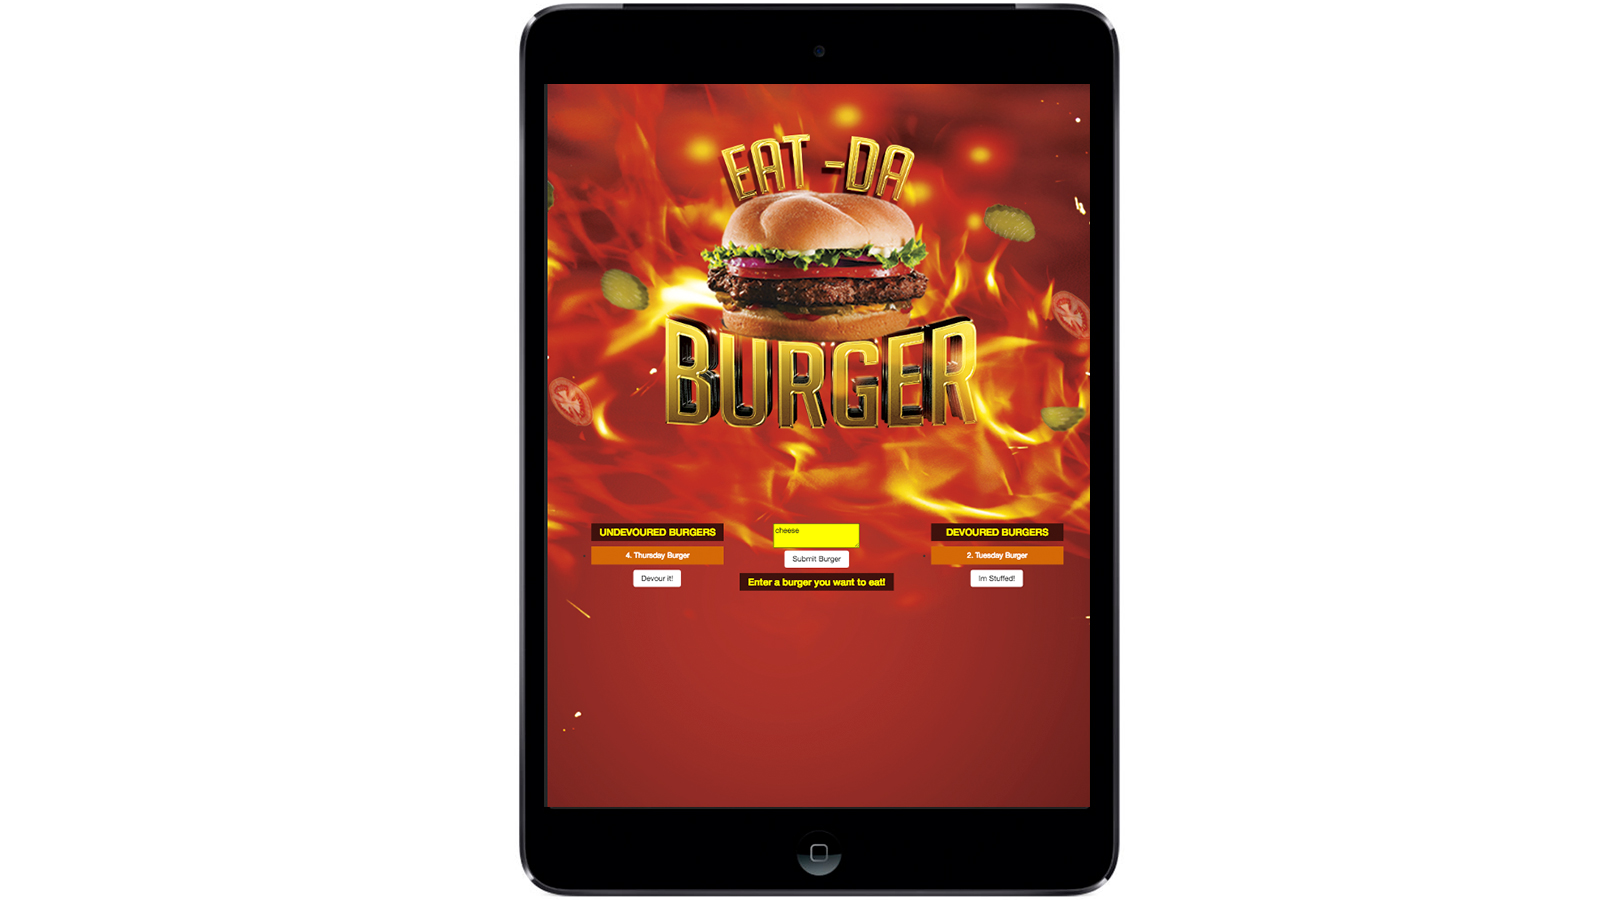 EAT -DA
BURGER
UNDEVOURED BURGERS
4. Thursday Burger
Devour it!
cheese
Submit Burger
Enter a burger you want to eat!
DEVOURED BURGERS
2. Tuesday Burger
Im Stuffed!